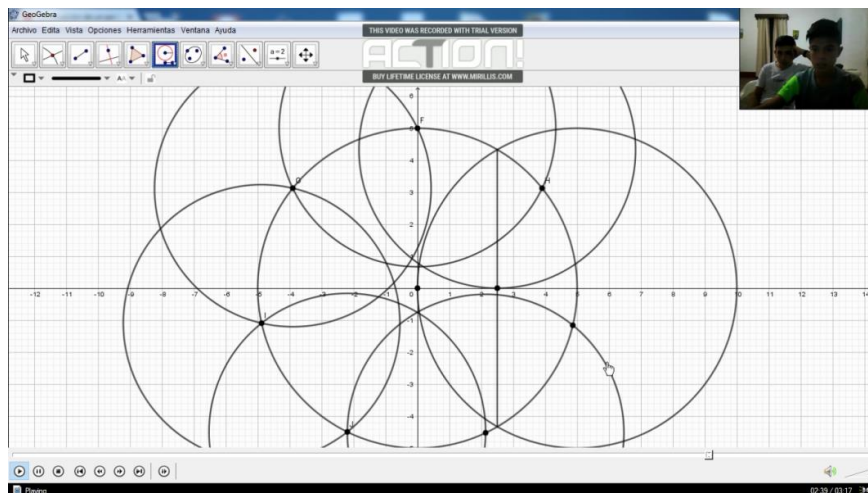 GeoGebra
Archivo Edita Vista Opciones Herramientas Ventana Ayuda
THIS VIDEO WAS RECORDED WITH TRIAL VERSION
ACTION!
BUY LIFETIME LICENSE AT WWW.MIRILLIS.COM
a=2
AA
6
F
5
4
G
H
3
2
1
-12 -11 -10 -9 -8 -7 -6 -5 -4 -3 -2 -1 0 1 2 3 4 5 6 7 8 9 10 11 12 13 14
-1
I
-2
-3
-4
J
Playing
02:39 / 03:17